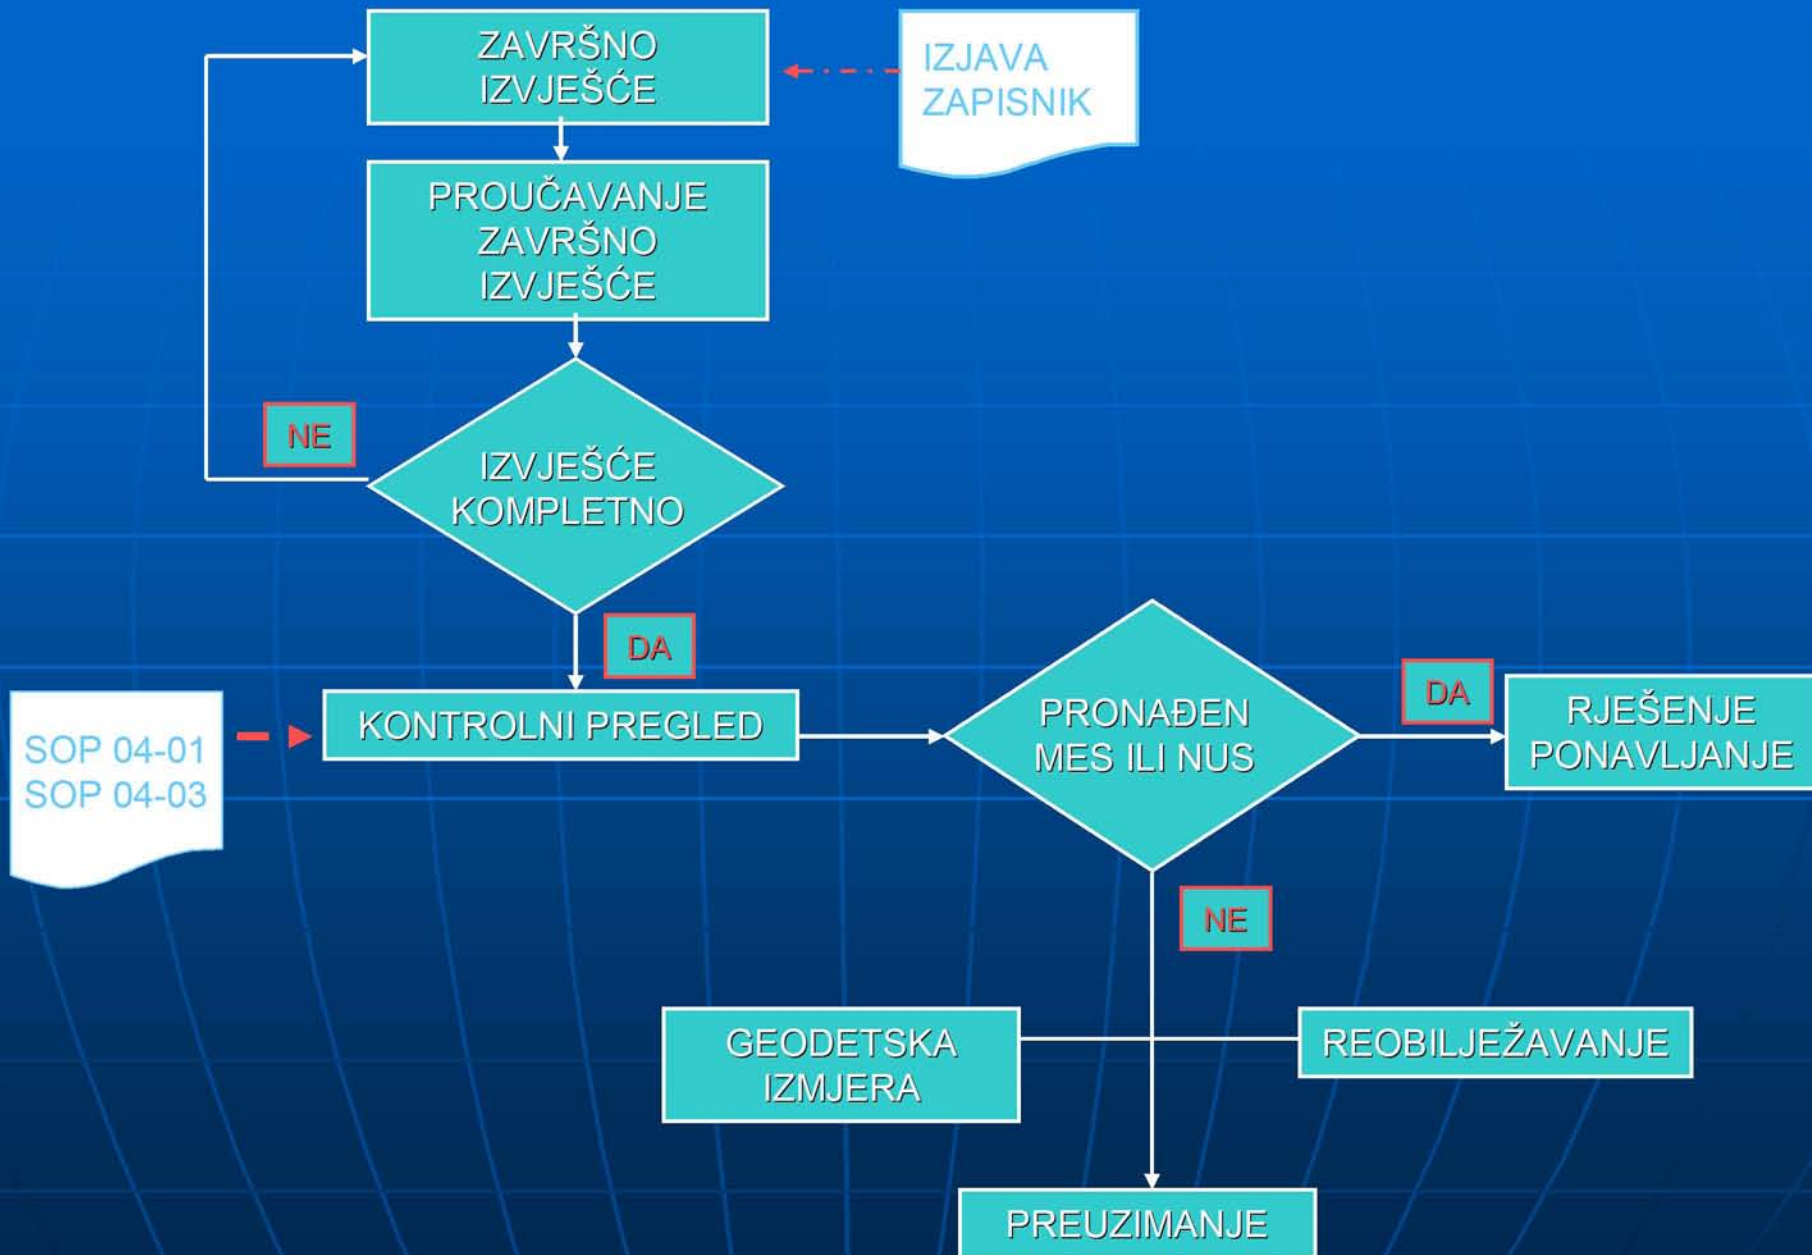 ZAVRŠNO
IZVJEŠĆE
IZJAVA
ZAPISNIK
PROUČAVANJE
ZAVRŠNO
IZVJEŠĆE
NE
IZVJEŠĆE
KOMPLETNO
DA
SOP 04-01
SOP 04-03
KONTROLNI PREGLED
PRONAĐEN
MES ILI NUS
DA
RJEŠENJE
PONAVLJANJE
NE
GEODETSKA
IZMJERA
REOBILJEŽAVANJE
PREUZIMANJE